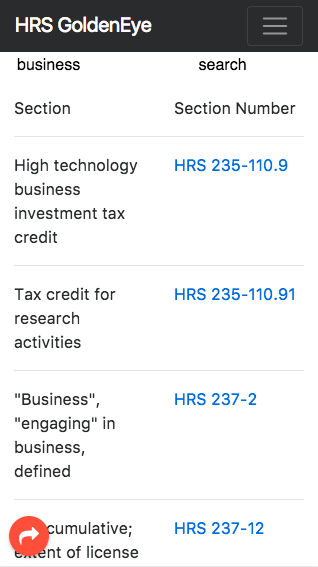 HRS GoldenEye
business search
Section Section Number
High technology HRS 235-110.9
business
investment tax
credit
Tax credit for HRS 235-110.91
research
activities
"Business", HRS 237-2
"engaging" in
business,
defined
cumulative; HRS 237-12
extent of license